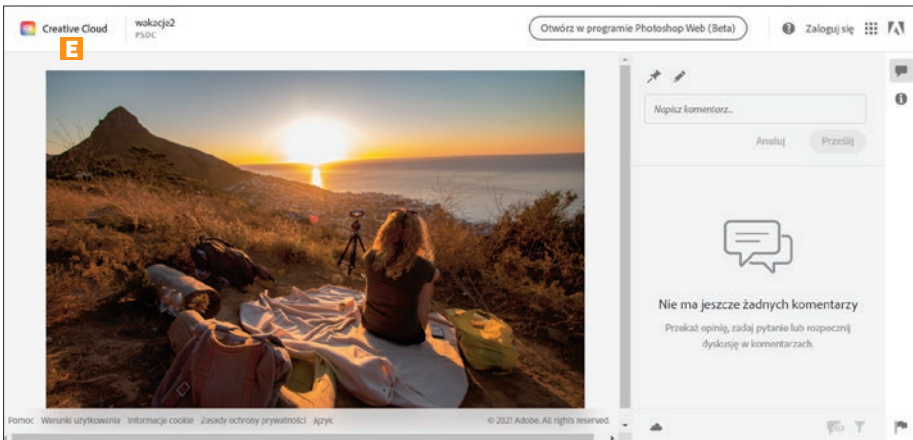 Creative Cloud
wakacje2
PSDC
Otwórz w programie Photoshop Web (Beta)
Zaloguj się
E
Napisz komentarz...
Anuluj
Prześlij
Nie ma jeszcze żadnych komentarzy
Przekaż opinię, zadaj pytanie lub rozpocznij
dyskusję w komentarzach.
Pomoc Warunki użytkowania Informacje cookie Zasady ochrony prywatności Język
© 2021 Adobe. All rights reserved.